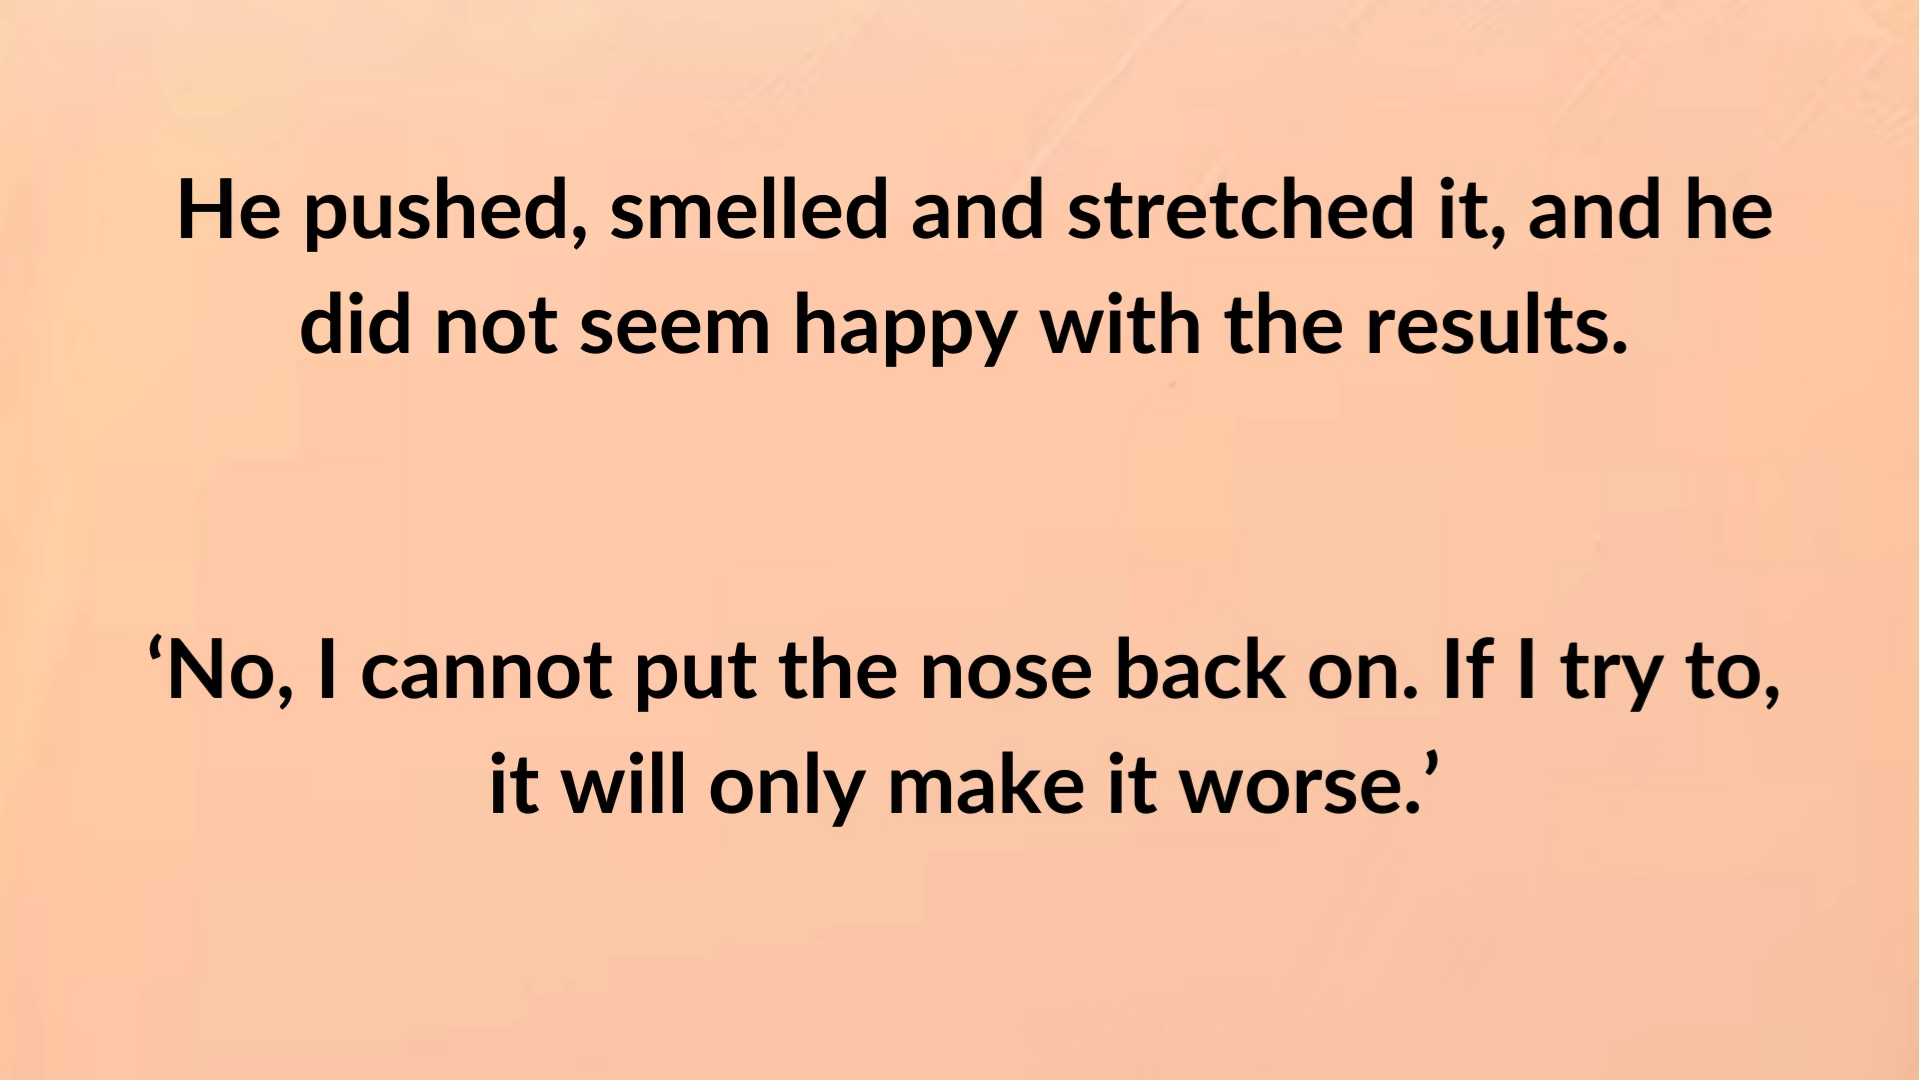 He pushed, smelled and stretched it, and he
did not seem happy with the results.
‘No, I cannot put the nose back on. If I try to,
it will only make it worse.’